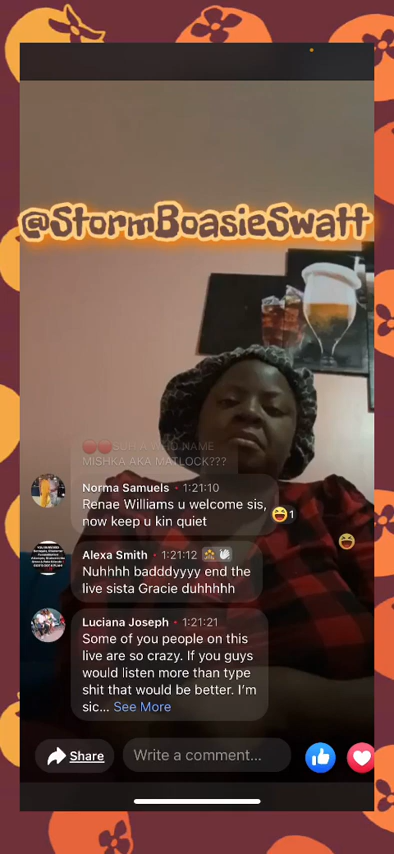 @StormBoasieSwatt
🔴🔴SUH A WHO NAME
MISHKA AKA MATLOCK???
Norma Samuels • 1:21:10
Renae Williams u welcome sis,
now keep u kin quiet
😆1
Alexa Smith • 1:21:12
Nuhhhh badddyyyy end the
live sista Gracie duhhhhh
Luciana Joseph • 1:21:21
Some of you people on this
live are so crazy. If you guys
would listen more than type
shit that would be better. I'm
sic... See More
Share
Write a comment...